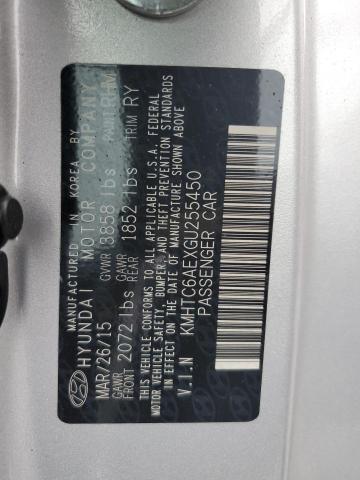 MANUFACTURED IN KOREA BY
HYUNDAI MOTOR COMPANY
MAR/26/15 GVWR 3858 lbs PAINT RHM
GAWR FRONT 2072 lbs GAWR REAR 1852 lbs TRIM RY
THIS VEHICLE CONFORMS TO ALL APPLICABLE U.S.A. FEDERAL
MOTOR VEHICLE SAFETY, BUMPER, AND THEFT PREVENTION STANDARDS
IN EFFECT ON THE DATE OF MANUFACTURE SHOWN ABOVE
V.I.N KMHTC6AEXGU255450
PASSENGER CAR